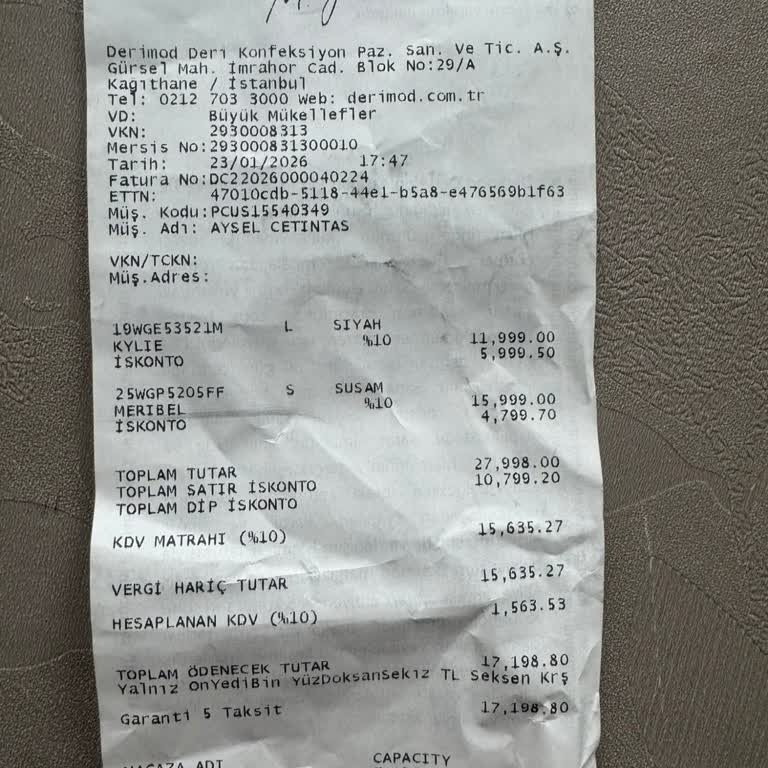 Derimod Deri Konfeksiyon Paz. San. Ve Tic. A.Ş.
Gürsel Mah. İmrahor Cad. Blok No:29/A
Kağıthane / İstanbul
Tel: 0212 703 3000 Web: derimod.com.tr
VD: Büyük Mükellefler
VKN: 2930008313
Mersis No:293000831300010
Tarih: 23/01/2026 17:47
Fatura No:DC22026000040224
ETTN: 47010cdb-5118-44e1-b5a8-e476569b1f63
Müş. Kodu:PCUS15540349
Müş. Adı: AYSEL CETINTAS
VKN/TCKN:
Müş.Adres:
19WGE53521M L SIYAH
KYLIE %10 11,999.00
İSKONTO 5,999.50
25WGP5205FF S SUSAM
MERIBEL %10 15,999.00
İSKONTO 4,799.70
TOPLAM TUTAR 27,998.00
TOPLAM SATIR İSKONTO 10,799.20
TOPLAM DİP İSKONTO
KDV MATRAHI (%10) 15,635.27
VERGİ HARİÇ TUTAR 15,635.27
HESAPLANAN KDV (%10) 1,563.53
TOPLAM ÖDENECEK TUTAR 17,198.80
Yalnız OnYediBin YüzDoksanSekiz TL Seksen Krş
Garanti 5 Taksit 17,198.80
MAĞAZA ADI CAPACITY